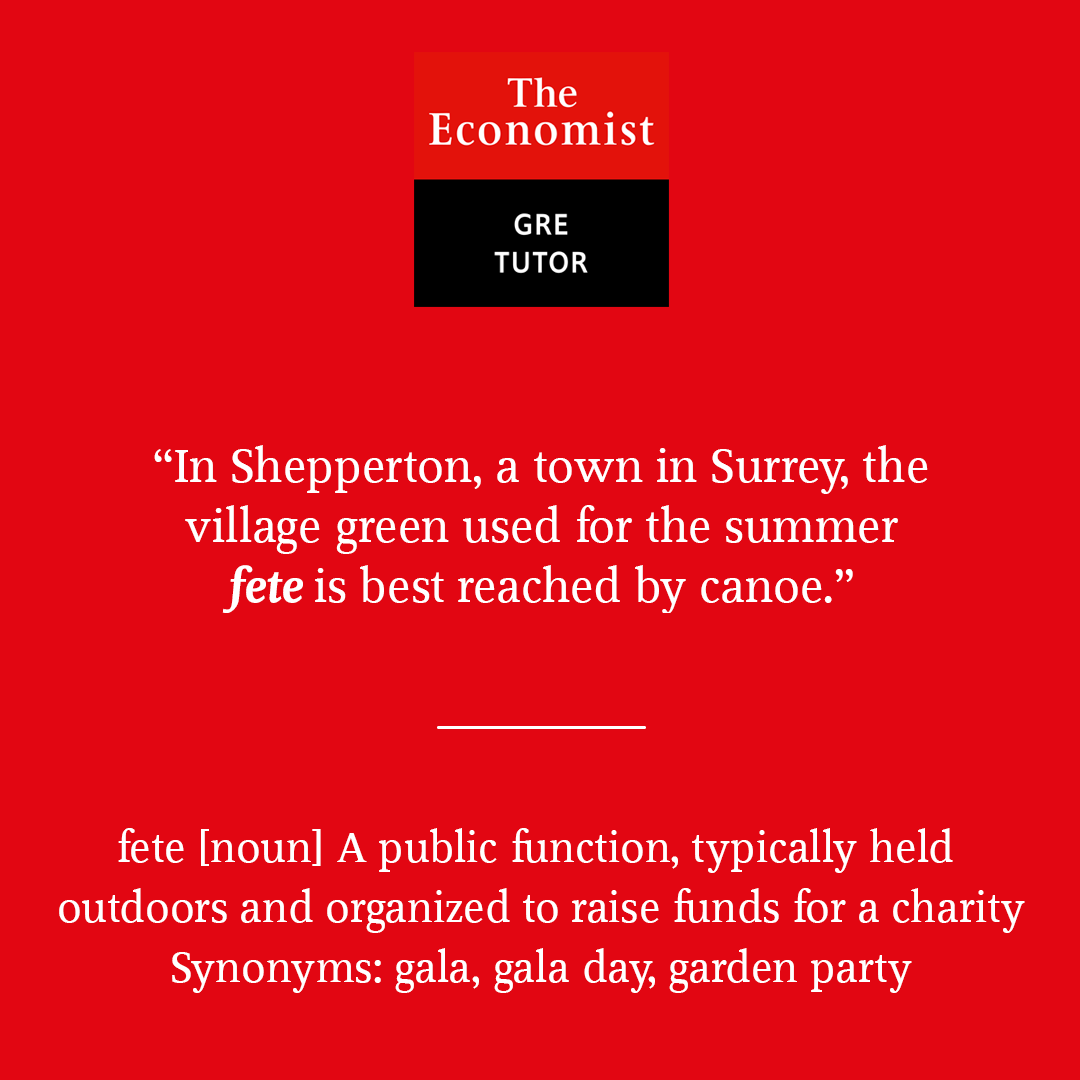 The
Economist
GRE
TUTOR
“In Shepperton, a town in Surrey, the
village green used for the summer
fete is best reached by canoe.”
fete [noun] A public function, typically held
outdoors and organized to raise funds for a charity
Synonyms: gala, gala day, garden party